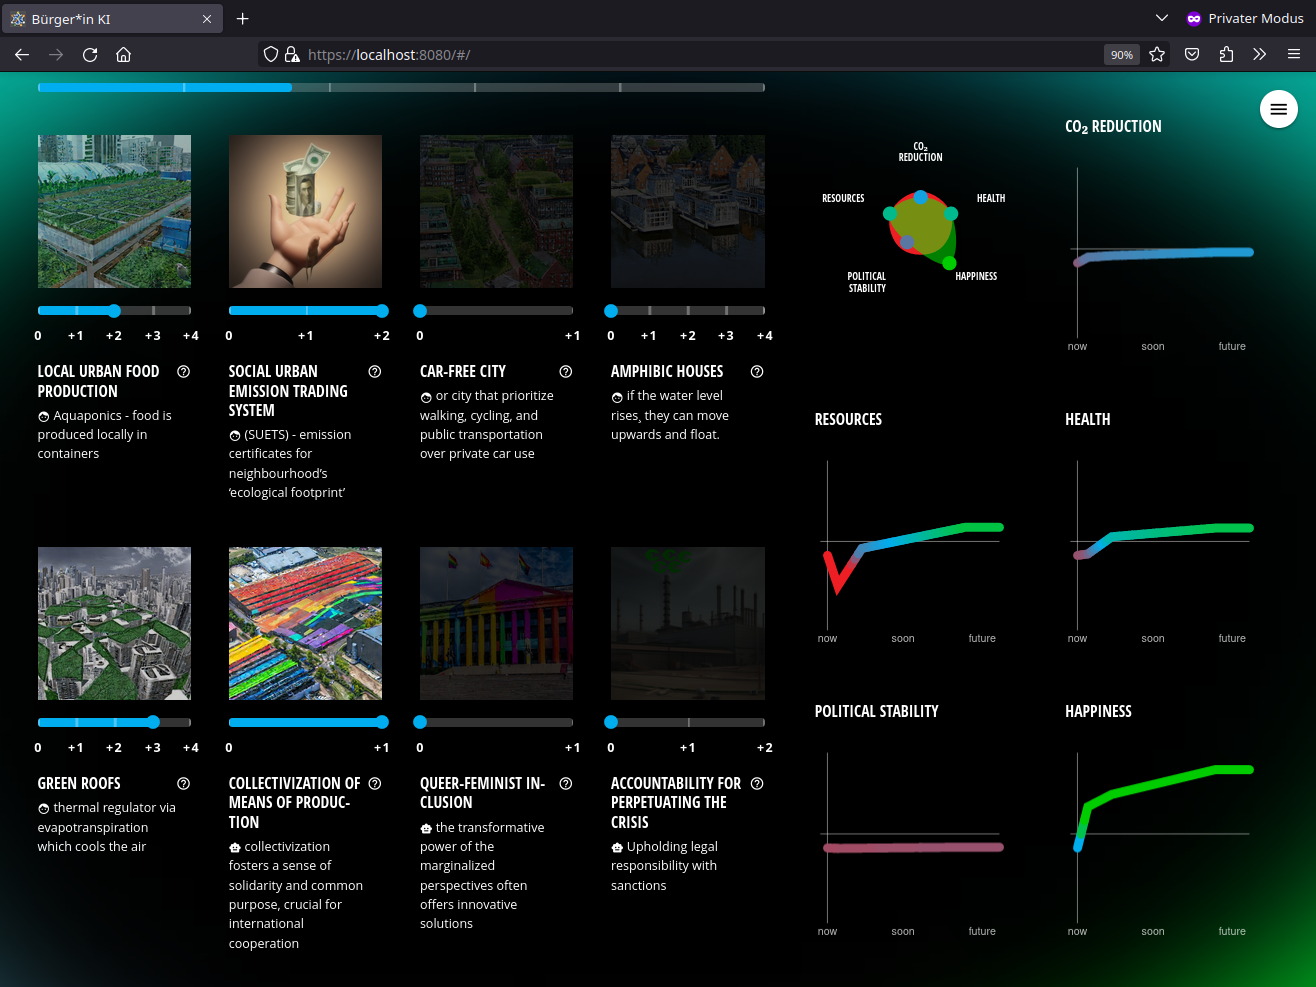 Bürger*in KI
Privater Modus
https://localhost:8080/#/
90%
0 +1 +2 +3 +4
LOCAL URBAN FOOD
PRODUCTION
Aquaponics - food is
produced locally in
containers
0 +1 +2
SOCIAL URBAN
EMISSION TRADING
SYSTEM
(SUETS) - emission
certificates for
neighbourhood's
'ecological footprint'
0 +1
CAR-FREE CITY
or city that prioritize
walking, cycling, and
public transportation
over private car use
0 +1 +2 +3 +4
AMPHIBIC HOUSES
if the water level
rises, they can move
upwards and float.
0 +1 +2 +3 +4
GREEN ROOFS
thermal regulator via
evapotranspiration
which cools the air
0 +1
COLLECTIVIZATION OF
MEANS OF PRODUC-
TION
collectivization
fosters a sense of
solidarity and common
purpose, crucial for
international
cooperation
0 +1
QUEER-FEMINIST IN-
CLUSION
the transformative
power of the
marginalized
perspectives often
offers innovative
solutions
0 +1 +2
ACCOUNTABILITY FOR
PERPETUATING THE
CRISIS
Upholding legal
responsibility with
sanctions
CO₂
REDUCTION
RESOURCES
HEALTH
POLITICAL
STABILITY
HAPPINESS
CO₂ REDUCTION
now soon future
RESOURCES
now soon future
HEALTH
now soon future
POLITICAL STABILITY
now soon future
HAPPINESS
now soon future